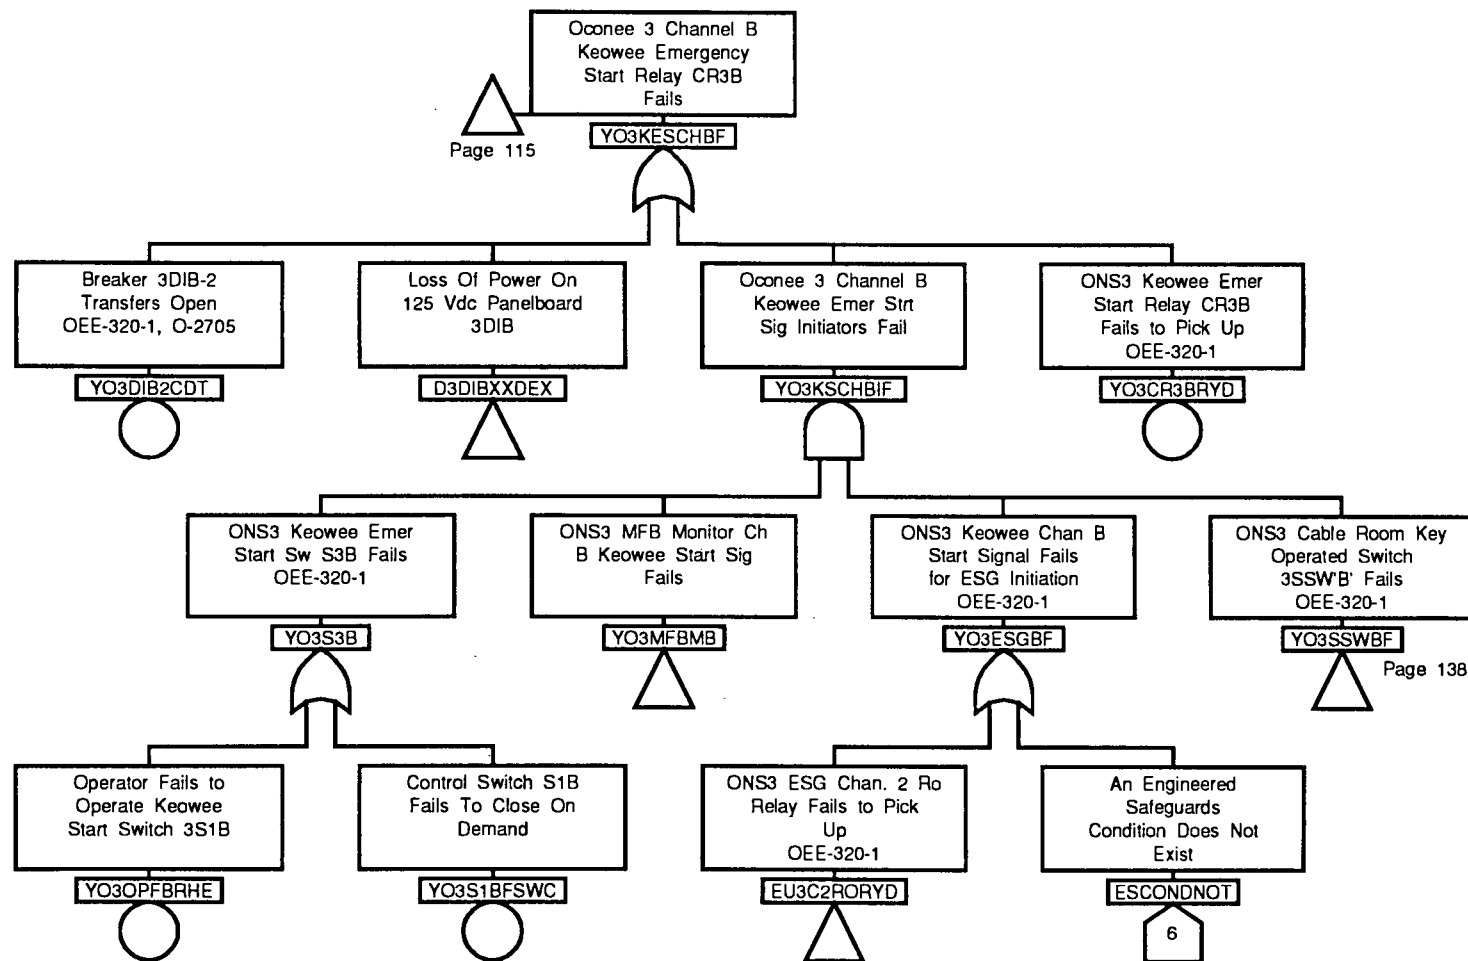 Oconee 3 Channel B
Keowee Emergency
Start Relay CR3B
Fails
Page 115
YO3KESCHBF
Breaker 3DIB-2
Transfers Open
OEE-320-1, O-2705
YO3DIB2CDT
Loss Of Power On
125 Vdc Panelboard
3DIB
D3DIBXXDEX
Oconee 3 Channel B
Keowee Emer Strt
Sig Initiators Fail
YO3KSCHBIF
ONS3 Keowee Emer
Start Relay CR3B
Fails to Pick Up
OEE-320-1
YO3CR3BRYD
ONS3 Keowee Emer
Start Sw S3B Fails
OEE-320-1
YO3S3B
ONS3 MFB Monitor Ch
B Keowee Start Sig
Fails
YO3MFBMB
ONS3 Keowee Chan B
Start Signal Fails
for ESG Initiation
OEE-320-1
YO3ESGBF
ONS3 Cable Room Key
Operated Switch
3SSW'B' Fails
OEE-320-1
YO3SSWBF
Page 138
Operator Fails to
Operate Keowee
Start Switch 3S1B
YO3OPFBRHE
Control Switch S1B
Fails To Close On
Demand
YO3S1BFSWC
ONS3 ESG Chan. 2 Ro
Relay Fails to Pick
Up
OEE-320-1
EU3C2RORYD
An Engineered
Safeguards
Condition Does Not
Exist
ESCONDNOT
6